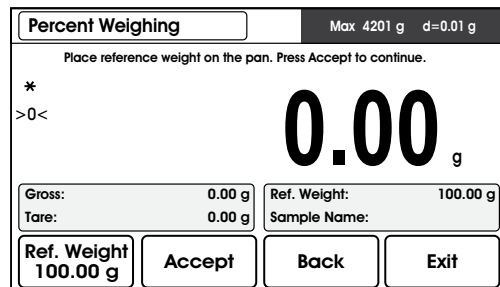 Percent Weighing
Max 4201 g d=0.01 g
Place reference weight on the pan. Press Accept to continue.
*
>0<
0.00 g
Gross: 0.00 g
Tare: 0.00 g
Ref. Weight: 100.00 g
Sample Name:
Ref. Weight
100.00 g
Accept
Back
Exit